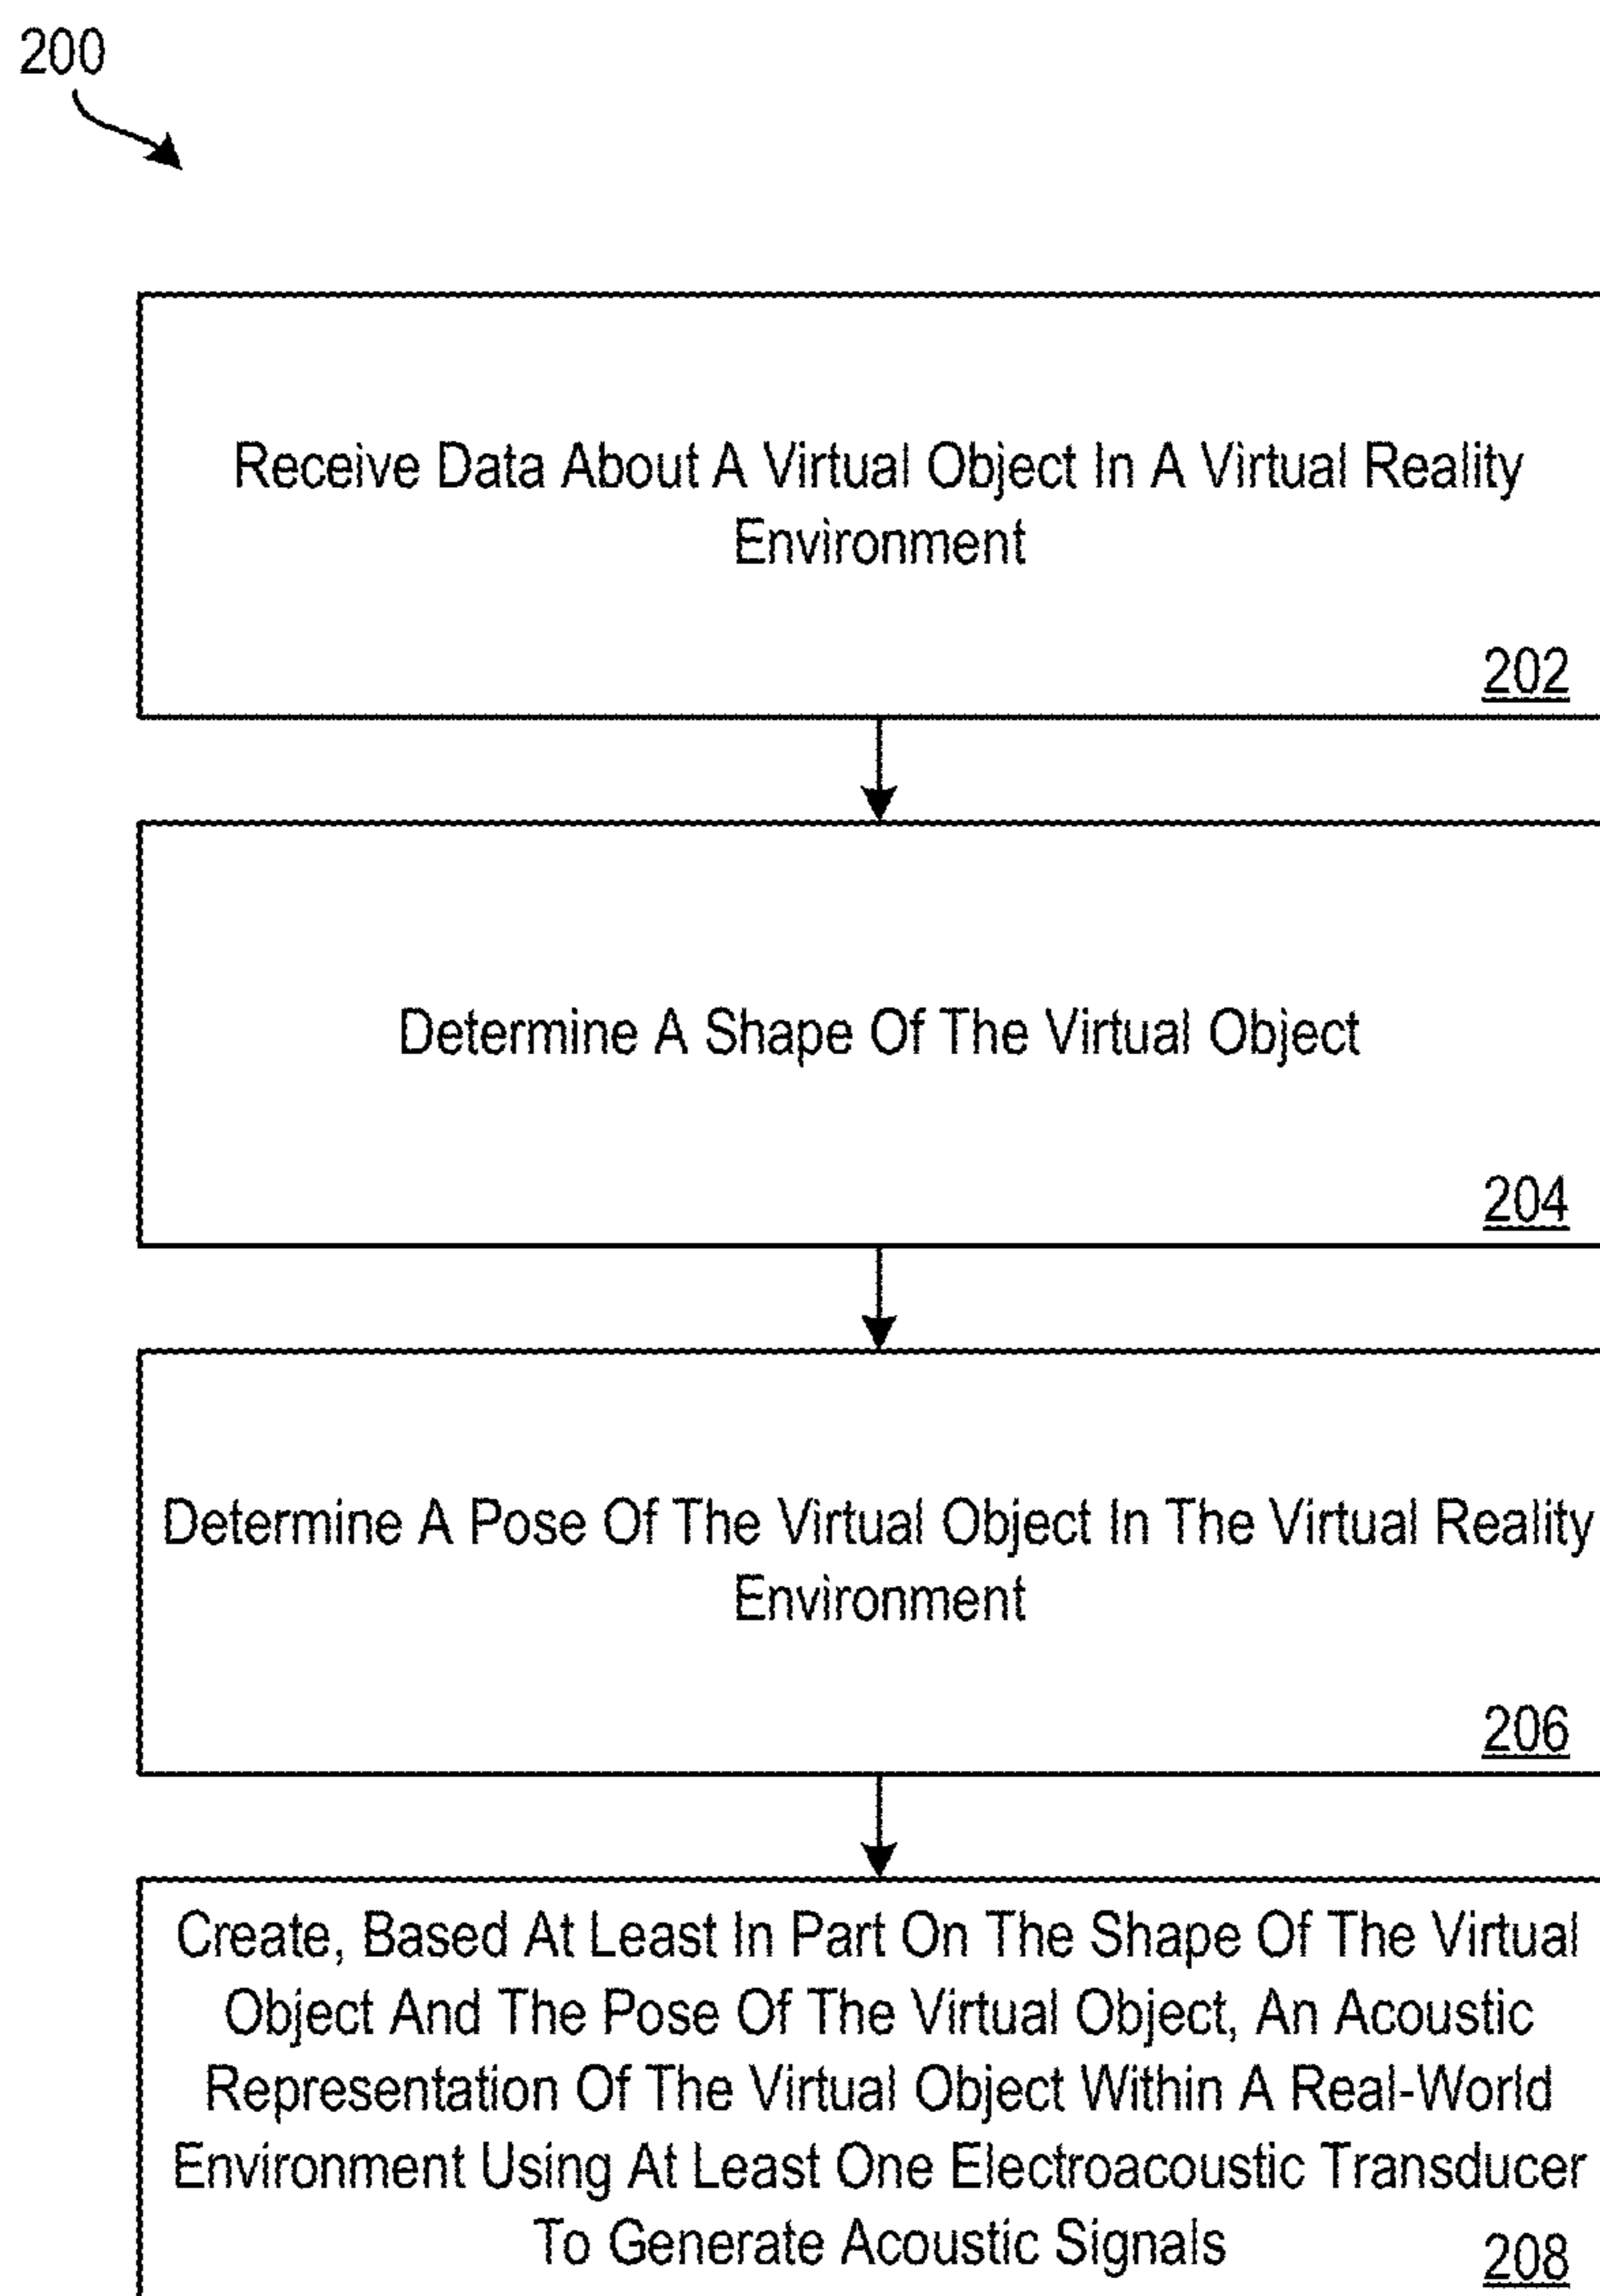 200
Receive Data About A Virtual Object In A Virtual Reality
Environment
202
Determine A Shape Of The Virtual Object
204
Determine A Pose Of The Virtual Object In The Virtual Reality
Environment
206
Create, Based At Least In Part On The Shape Of The Virtual
Object And The Pose Of The Virtual Object, An Acoustic
Representation Of The Virtual Object Within A Real-World
Environment Using At Least One Electroacoustic Transducer
To Generate Acoustic Signals
208